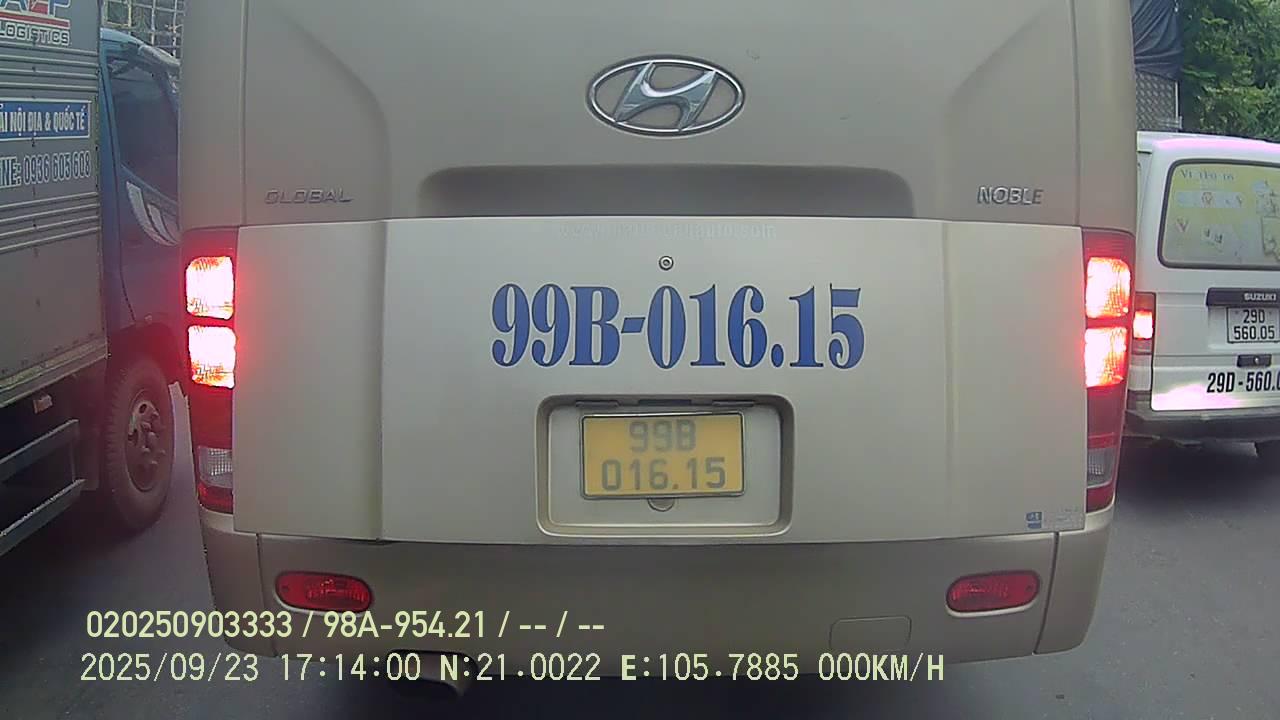 LOGISTICS
ẢI NỘI ĐỊA & QUỐC TẾ
NE: 0936 605 608
GLOBAL
NOBLE
99B-016.15
99B
016.15
SUZUKI
29D
560.05
29D-560.0
020250903333 / 98A-954.21 / -- / --
2025/09/23 17:14:00 N:21.0022 E:105.7885 000KM/H